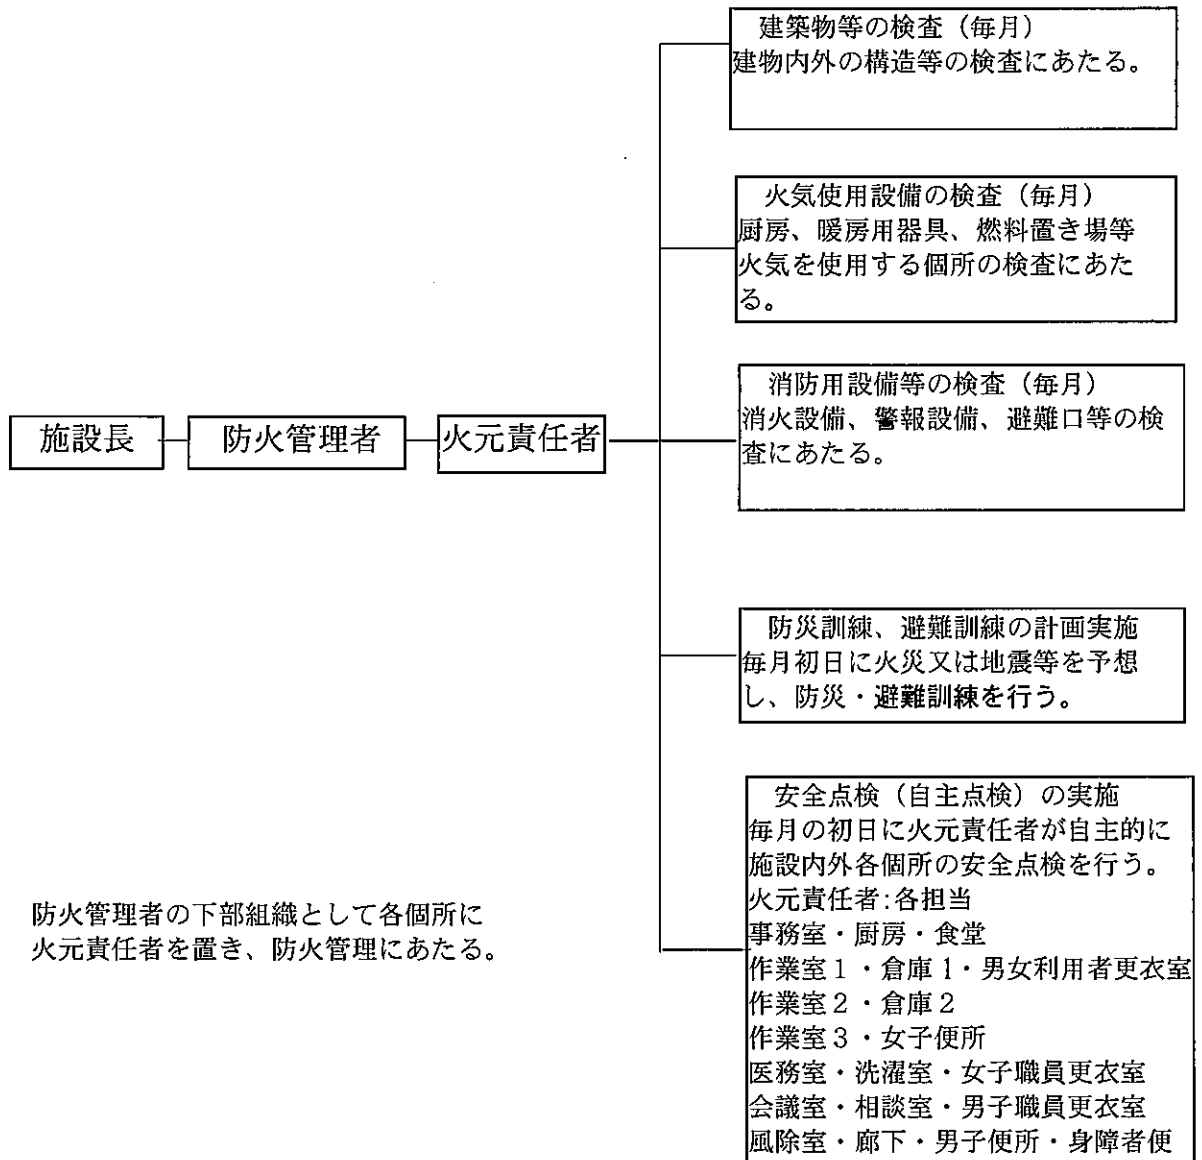 建築物等の検査（毎月）
建物内外の構造等の検査にあたる。
火気使用設備の検査（毎月）
厨房、暖房用器具、燃料置き場等
火気を使用する個所の検査にあた
る。
消防用設備等の検査（毎月）
消火設備、警報設備、避難口等の検
査にあたる。
施設長
防火管理者
火元責任者
防災訓練、避難訓練の計画実施
毎月初日に火災又は地震等を予想
し、防災・避難訓練を行う。
防火管理者の下部組織として各個所に
火元責任者を置き、防火管理にあたる。
安全点検（自主点検）の実施
毎月の初日に火元責任者が自主的に
施設内外各個所の安全点検を行う。
火元責任者:各担当
事務室・厨房・食堂
作業室１・倉庫１・男女利用者更衣室
作業室２・倉庫２
作業室３・女子便所
医務室・洗濯室・女子職員更衣室
会議室・相談室・男子職員更衣室
風除室・廊下・男子便所・身障者便